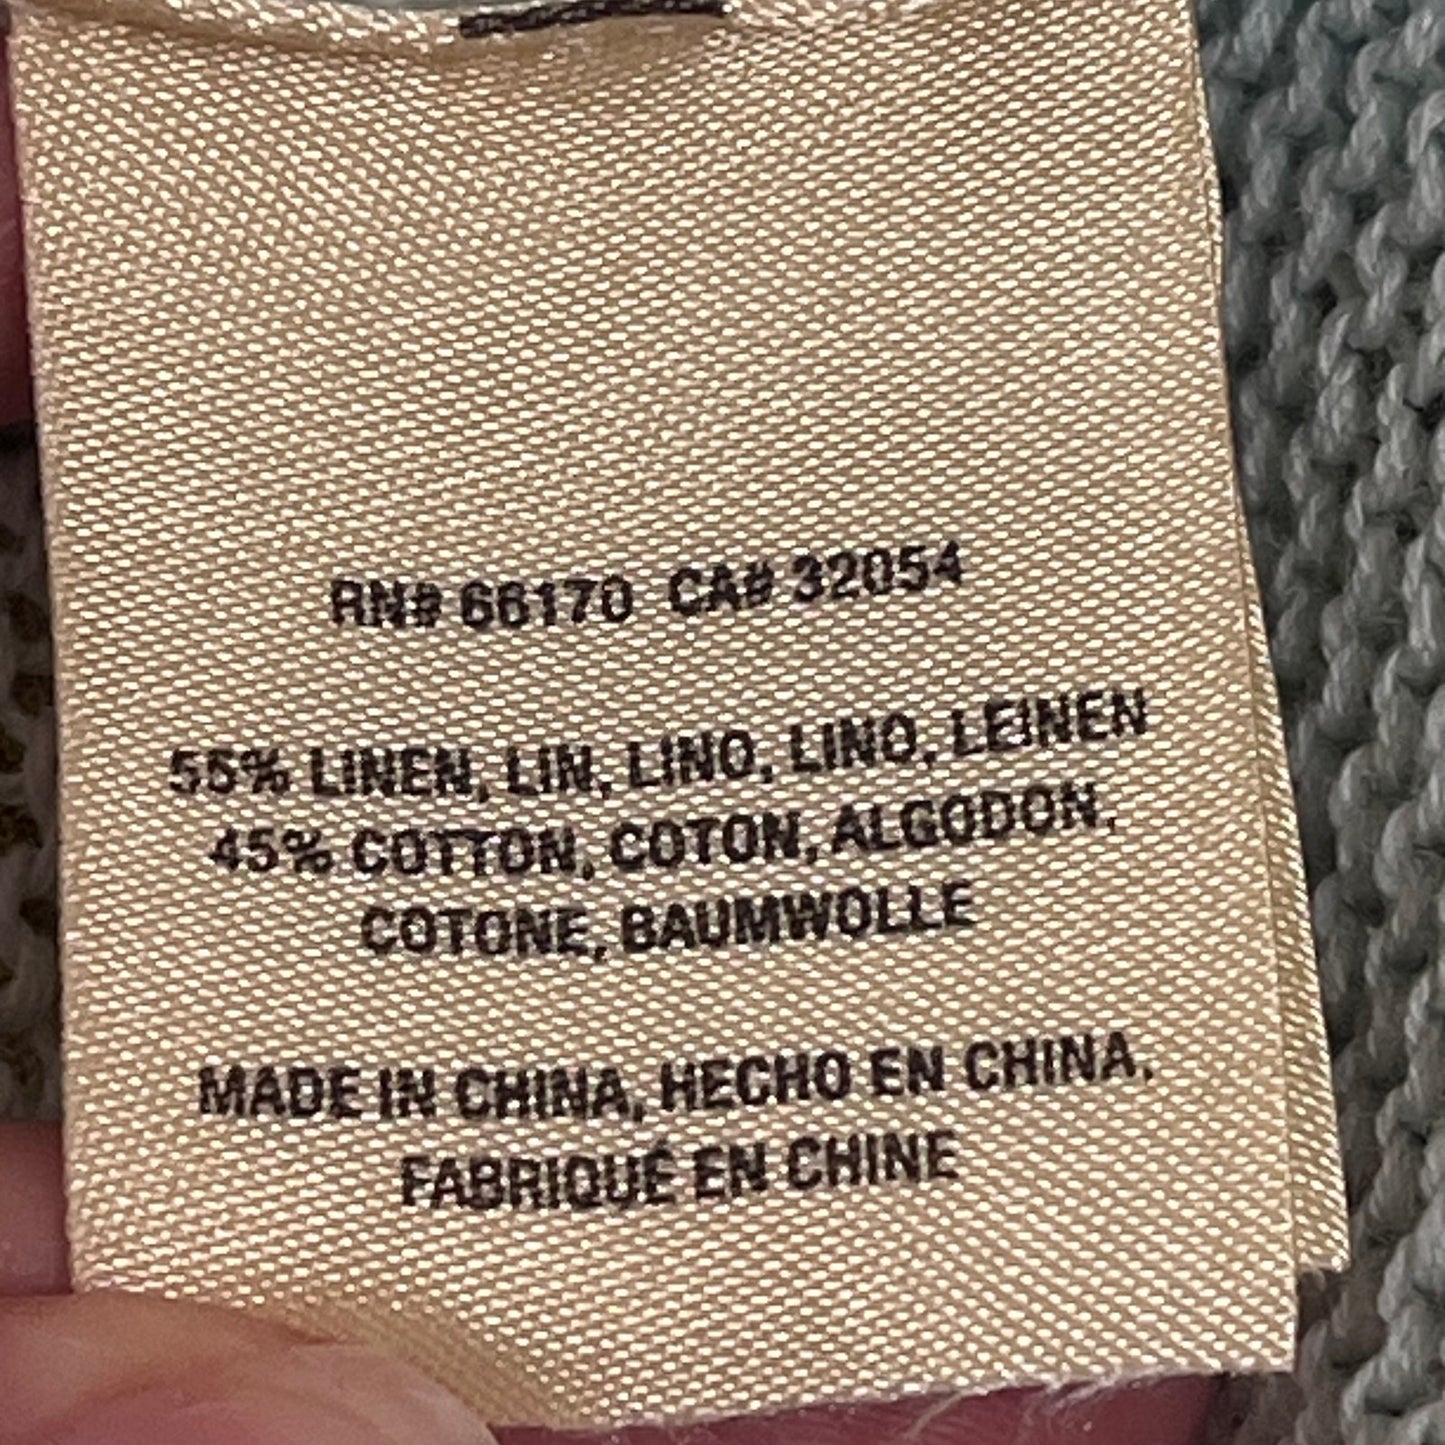 RN# 66170 CA# 32054
55% LINEN, LIN, LINO, LINO, LEINEN
45% COTTON, COTON, ALGODON,
COTONE, BAUMWOLLE
MADE IN CHINA, HECHO EN CHINA,
FABRIQUÉ EN CHINE